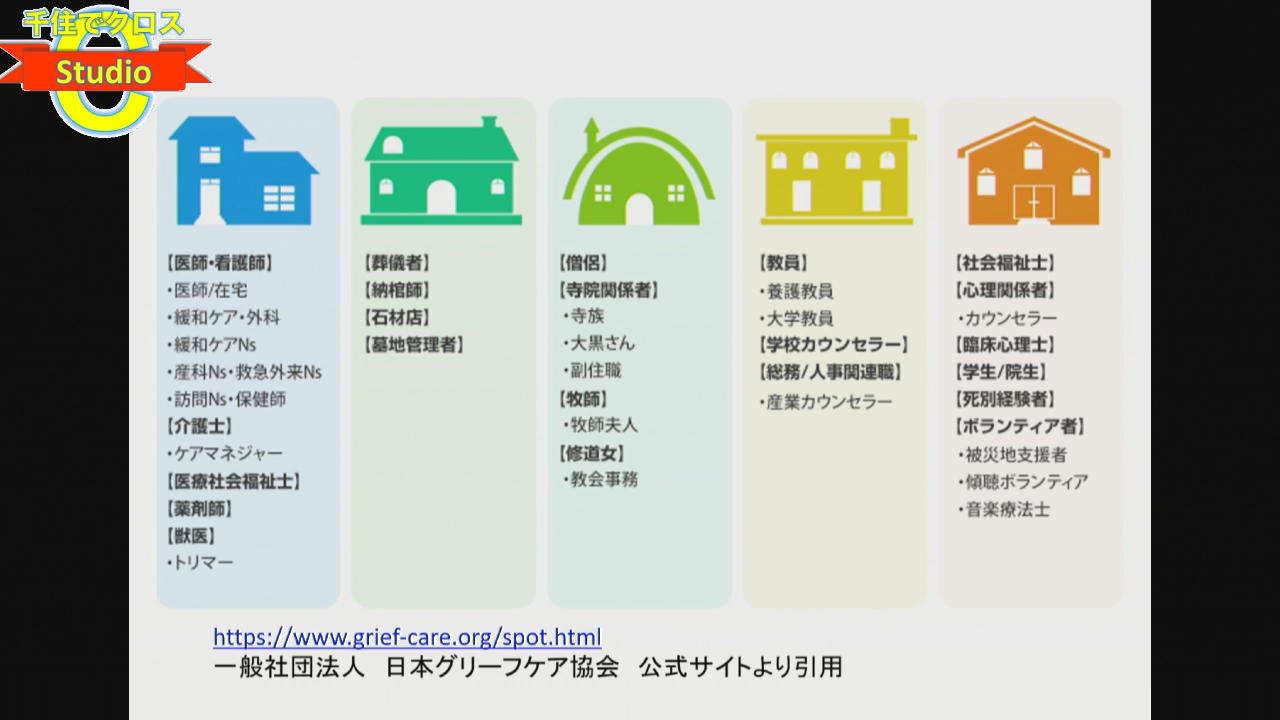 千住でクロス
Studio
C
【医師・看護師】
・医師/在宅
・緩和ケア・外科
・緩和ケアNs
・産科Ns・救急外来Ns
・訪問Ns・保健師
【介護士】
・ケアマネジャー
【医療社会福祉士】
【薬剤師】
【獣医】
・トリマー
【葬儀者】
【納棺師】
【石材店】
【墓地管理者】
【僧侶】
【寺院関係者】
・寺族
・大黒さん
・副住職
【牧師】
・牧師夫人
【修道女】
・教会事務
【教員】
・養護教員
・大学教員
【学校カウンセラー】
【総務/人事関連職】
・産業カウンセラー
【社会福祉士】
【心理関係者】
・カウンセラー
【臨床心理士】
【学生/院生】
【死別経験者】
【ボランティア者】
・被災地支援者
・傾聴ボランティア
・音楽療法士
https://www.grief-care.org/spot.html
一般社団法人　日本グリーフケア協会　公式サイトより引用